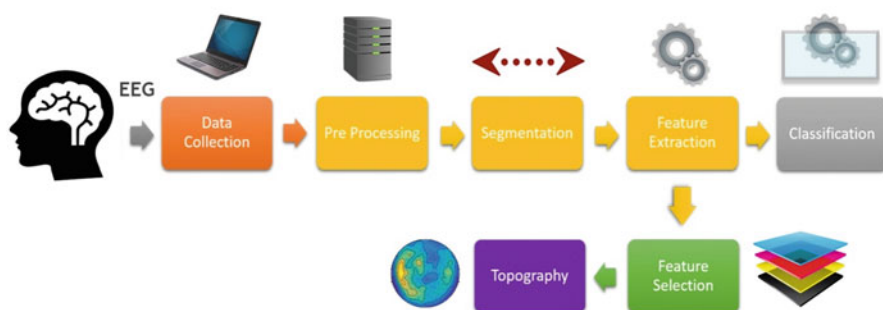 EEG
Data
Collection
Pre Processing
Segmentation
Feature
Extraction
Classification
Topography
Feature
Selection